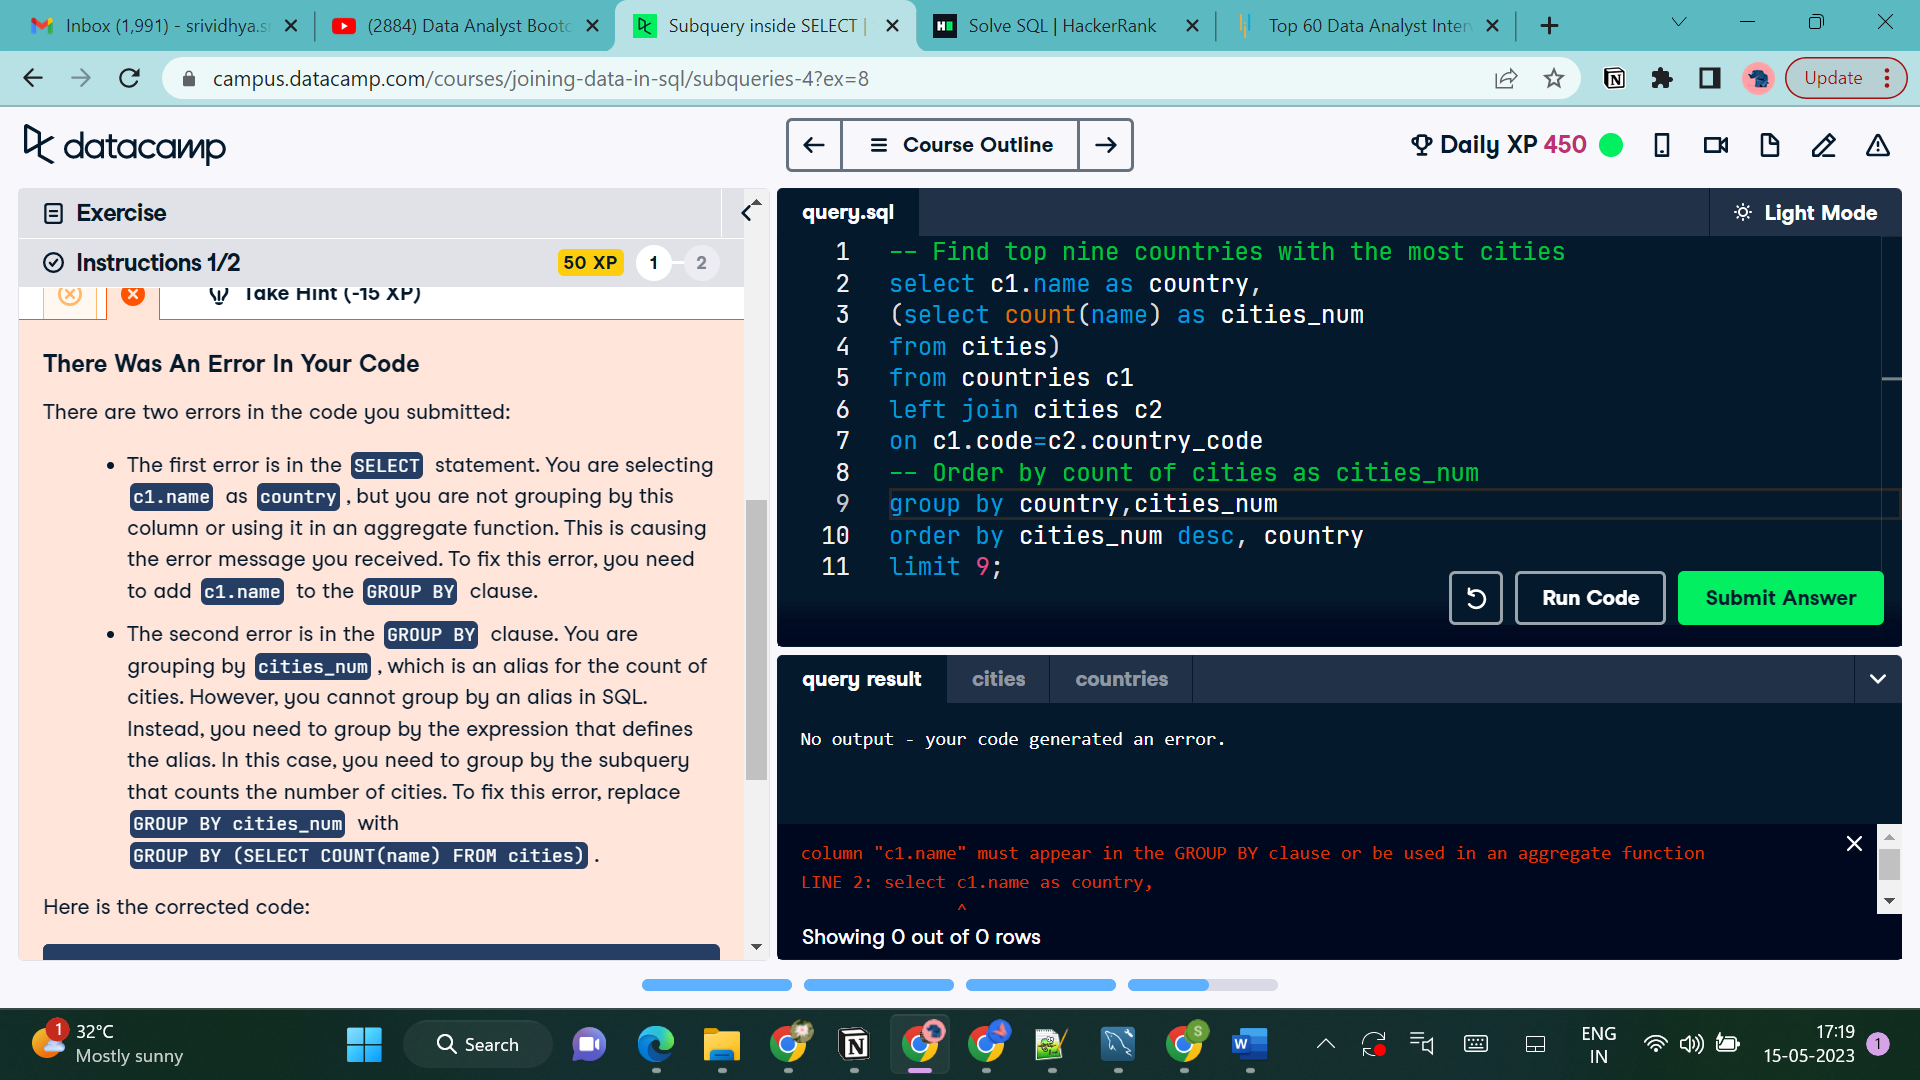 Inbox (1,991) - srividhya.s
(2884) Data Analyst Bootc
Subquery inside SELECT |
Solve SQL | HackerRank
Top 60 Data Analyst Inter
campus.datacamp.com/courses/joining-data-in-sql/subqueries-4?ex=8
Update
datacamp
Course Outline
Daily XP 450
Exercise
Instructions 1/2
50 XP
1
2
Take Hint (-15 XP)
There Was An Error In Your Code
There are two errors in the code you submitted:
The first error is in the SELECT statement. You are selecting
c1.name as country , but you are not grouping by this
column or using it in an aggregate function. This is causing
the error message you received. To fix this error, you need
to add c1.name to the GROUP BY clause.
The second error is in the GROUP BY clause. You are
grouping by cities_num , which is an alias for the count of
cities. However, you cannot group by an alias in SQL.
Instead, you need to group by the expression that defines
the alias. In this case, you need to group by the subquery
that counts the number of cities. To fix this error, replace
GROUP BY cities_num with
GROUP BY (SELECT COUNT(name) FROM cities) .
Here is the corrected code:
query.sql
Light Mode
1 -- Find top nine countries with the most cities
2 select c1.name as country,
3 (select count(name) as cities_num
4 from cities)
5 from countries c1
6 left join cities c2
7 on c1.code=c2.country_code
8 -- Order by count of cities as cities_num
9 group by country,cities_num
10 order by cities_num desc, country
11 limit 9;
Run Code
Submit Answer
query result
cities
countries
No output - your code generated an error.
column "c1.name" must appear in the GROUP BY clause or be used in an aggregate function
LINE 2: select c1.name as country,
^
Showing 0 out of 0 rows
1
32°C
Mostly sunny
Search
S
W
ENG
IN
17:19
15-05-2023
1